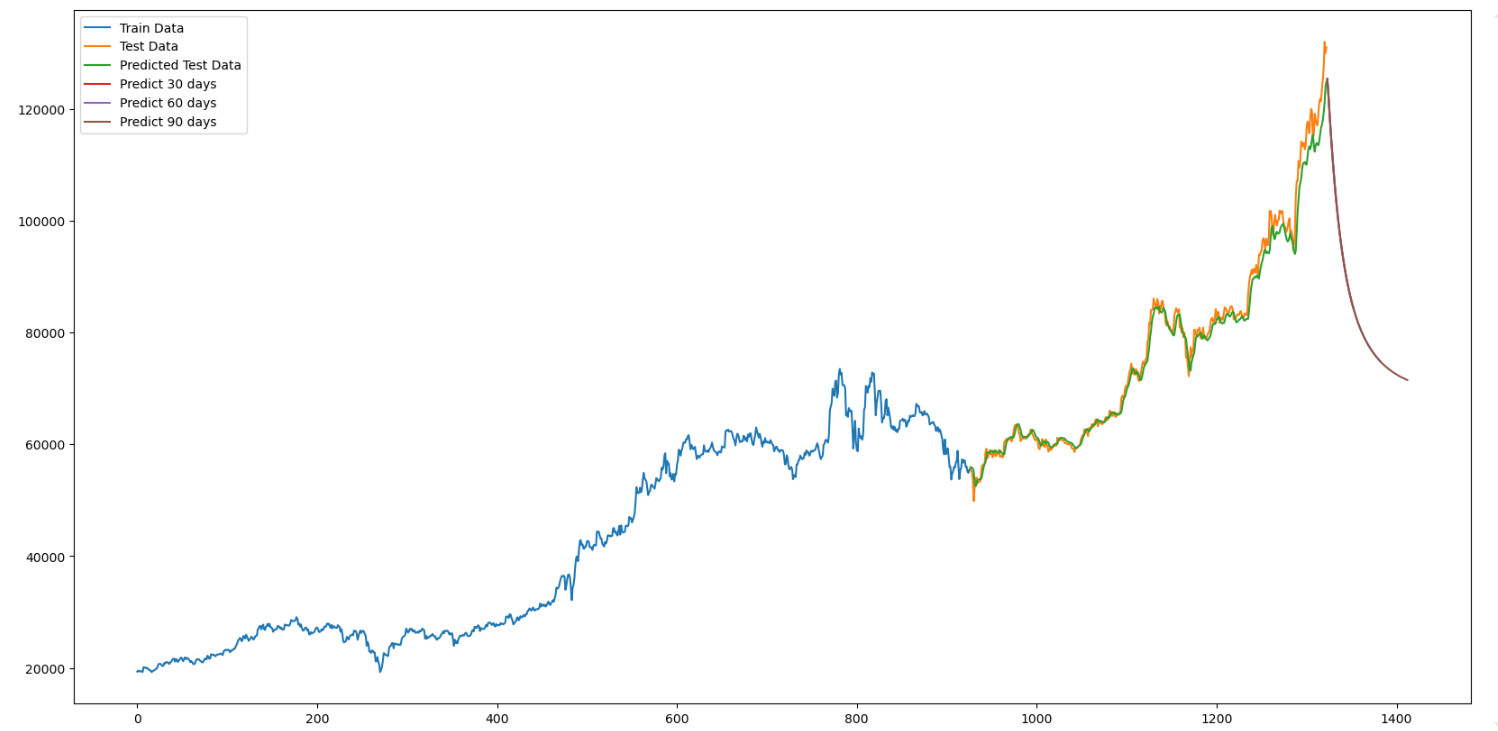 Train Data
Test Data
Predicted Test Data
Predict 30 days
Predict 60 days
Predict 90 days
120000
100000
80000
60000
40000
20000
0 200 400 600 800 1000 1200 1400